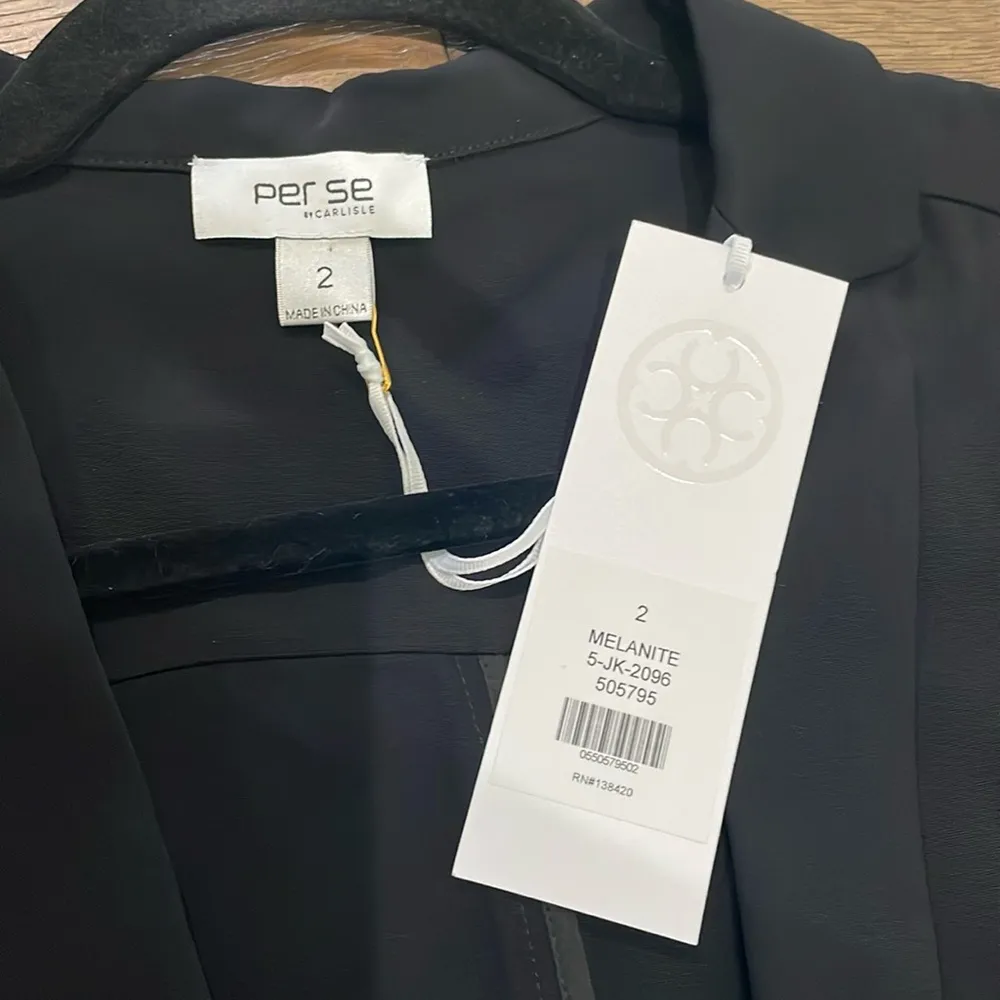 per se
BY CARLISLE
2
MADE IN CHINA
2
MELANITE
5-JK-2096
505795
0550579502
RN#138420